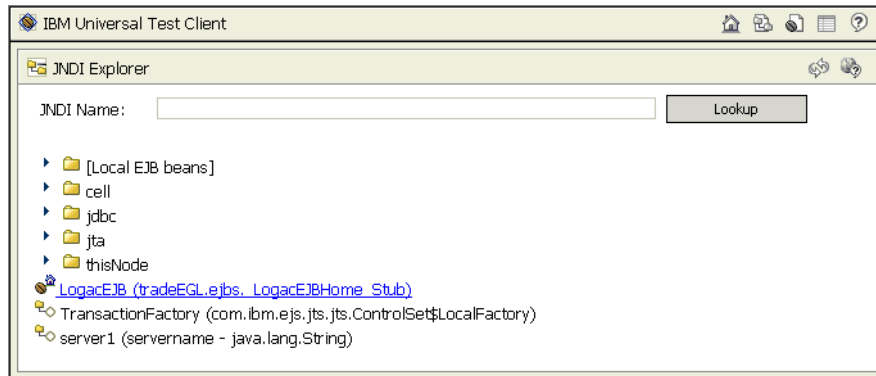 IBM Universal Test Client
JNDI Explorer
JNDI Name:
Lookup
[Local EJB beans]
cell
jdbc
jta
thisNode
LogacEJB (tradeEGL.ejbs._LogacEJBHome_Stub)
TransactionFactory (com.ibm.ejs.jts.jts.ControlSet$LocalFactory)
server1 (servername - java.lang.String)